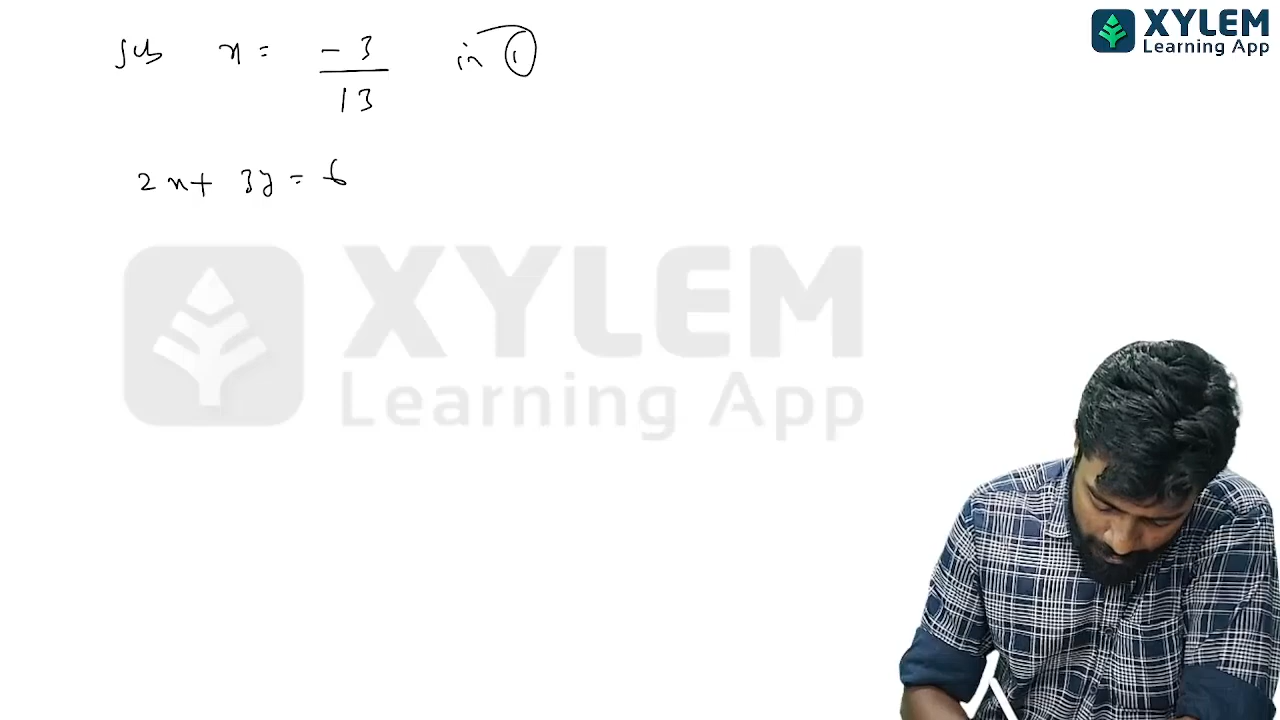 XYLEM
Learning App
sub x = -3/13 in ①
2x + 3y = 6
XYLEM
Learning App